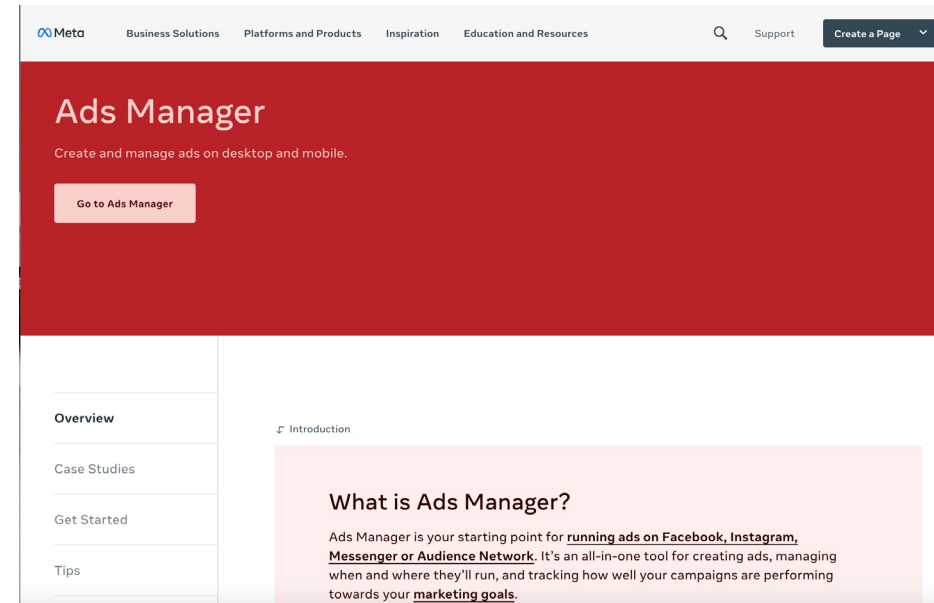 Meta
Business Solutions
Platforms and Products
Inspiration
Education and Resources
Support
Create a Page
Ads Manager
Create and manage ads on desktop and mobile.
Go to Ads Manager
Overview
Case Studies
Get Started
Tips
Introduction
What is Ads Manager?
Ads Manager is your starting point for running ads on Facebook, Instagram,
Messenger or Audience Network. It’s an all-in-one tool for creating ads, managing
when and where they’ll run, and tracking how well your campaigns are performing
towards your marketing goals.